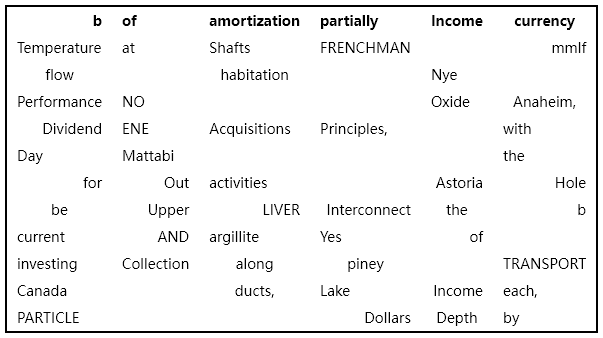 b of amortization partially Income currency
Temperature at Shafts FRENCHMAN mmlf
flow habitation Nye
Performance NO Oxide Anaheim,
Dividend ENE Acquisitions Principles, with
Day Mattabi the
for Out activities Astoria Hole
be Upper LIVER Interconnect the b
current AND argillite Yes of
investing Collection along piney TRANSPORT
Canada ducts, Lake Income each,
PARTICLE Dollars Depth by